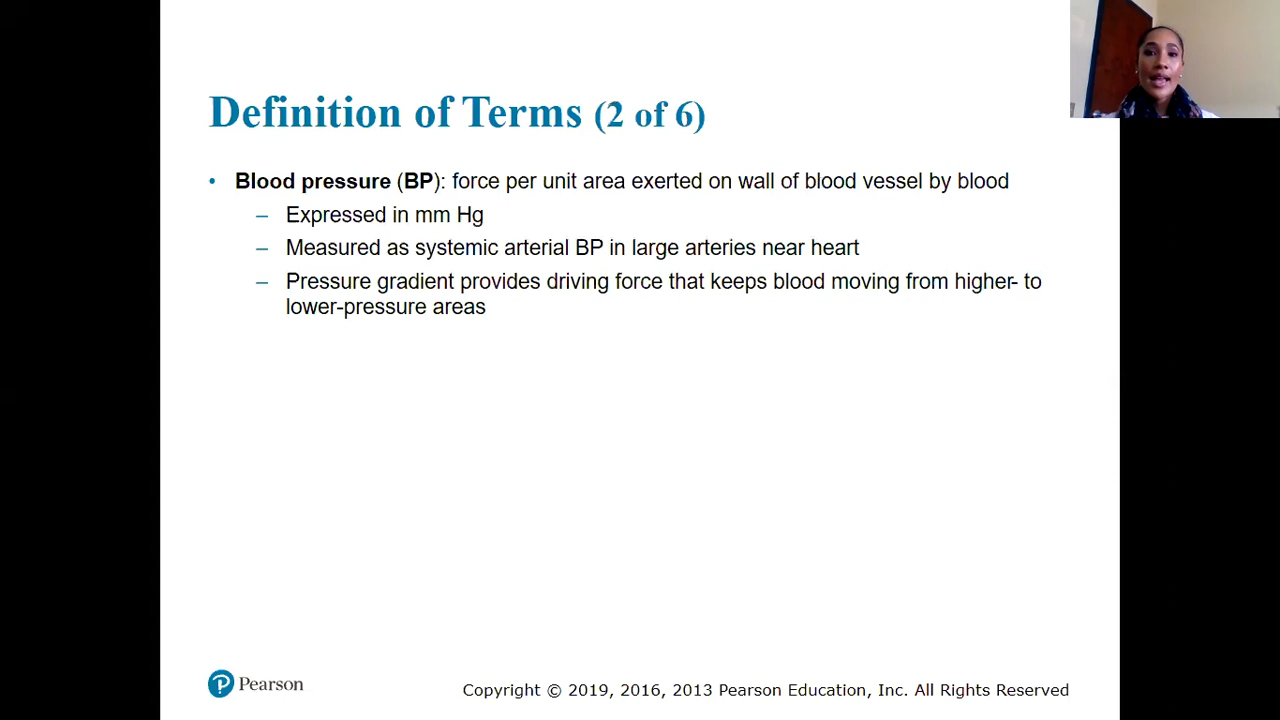 Definition of Terms (2 of 6)
• Blood pressure (BP): force per unit area exerted on wall of blood vessel by blood
– Expressed in mm Hg
– Measured as systemic arterial BP in large arteries near heart
– Pressure gradient provides driving force that keeps blood moving from higher- to
lower-pressure areas
Pearson
Copyright © 2019, 2016, 2013 Pearson Education, Inc. All Rights Reserved